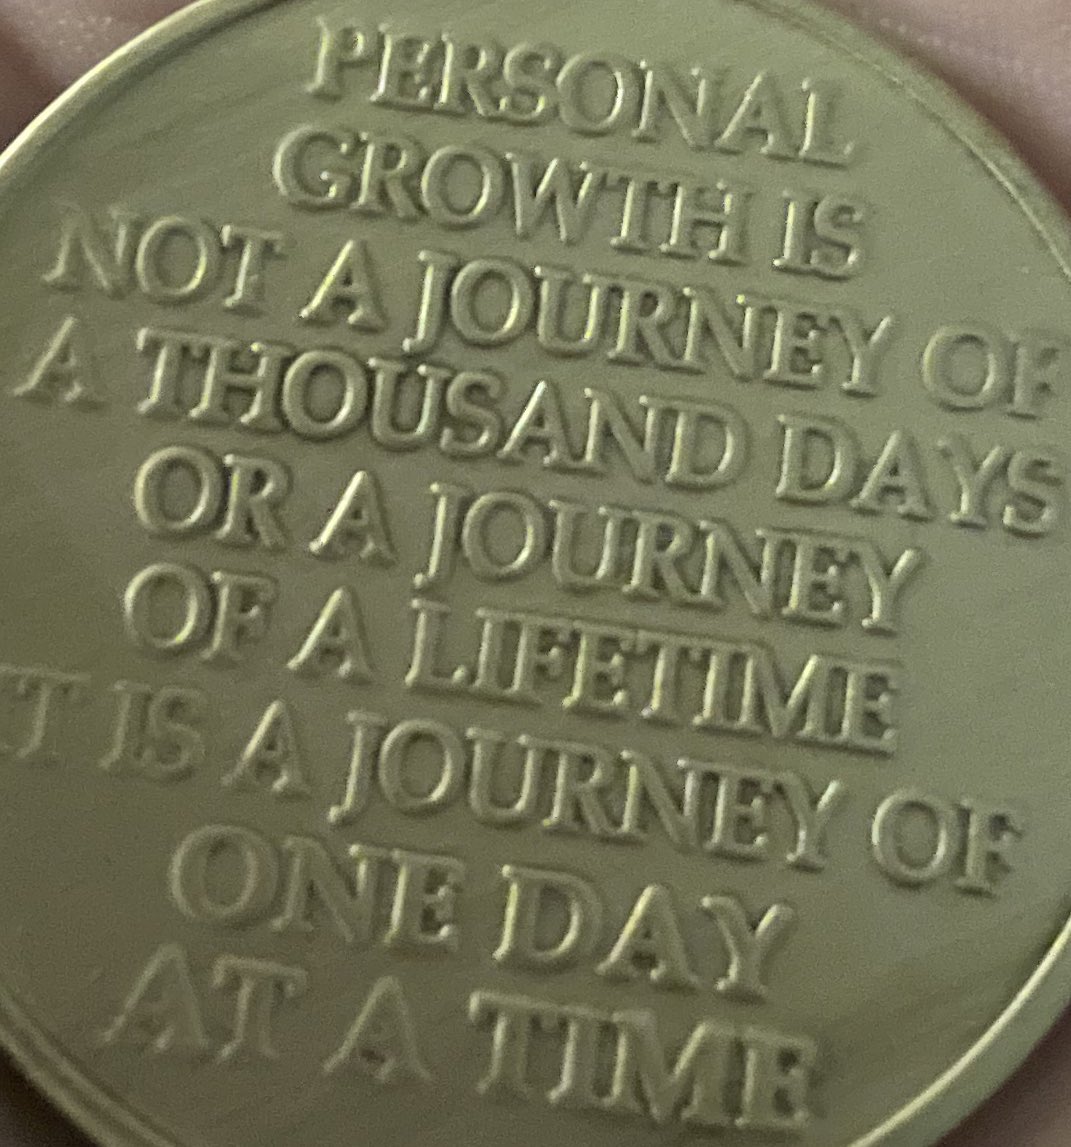 PERSONAL
GROWTH IS
NOT A JOURNEY OF
A THOUSAND DAYS
OR A JOURNEY
OF A LIFETIME
IT IS A JOURNEY OF
ONE DAY
AT A TIME